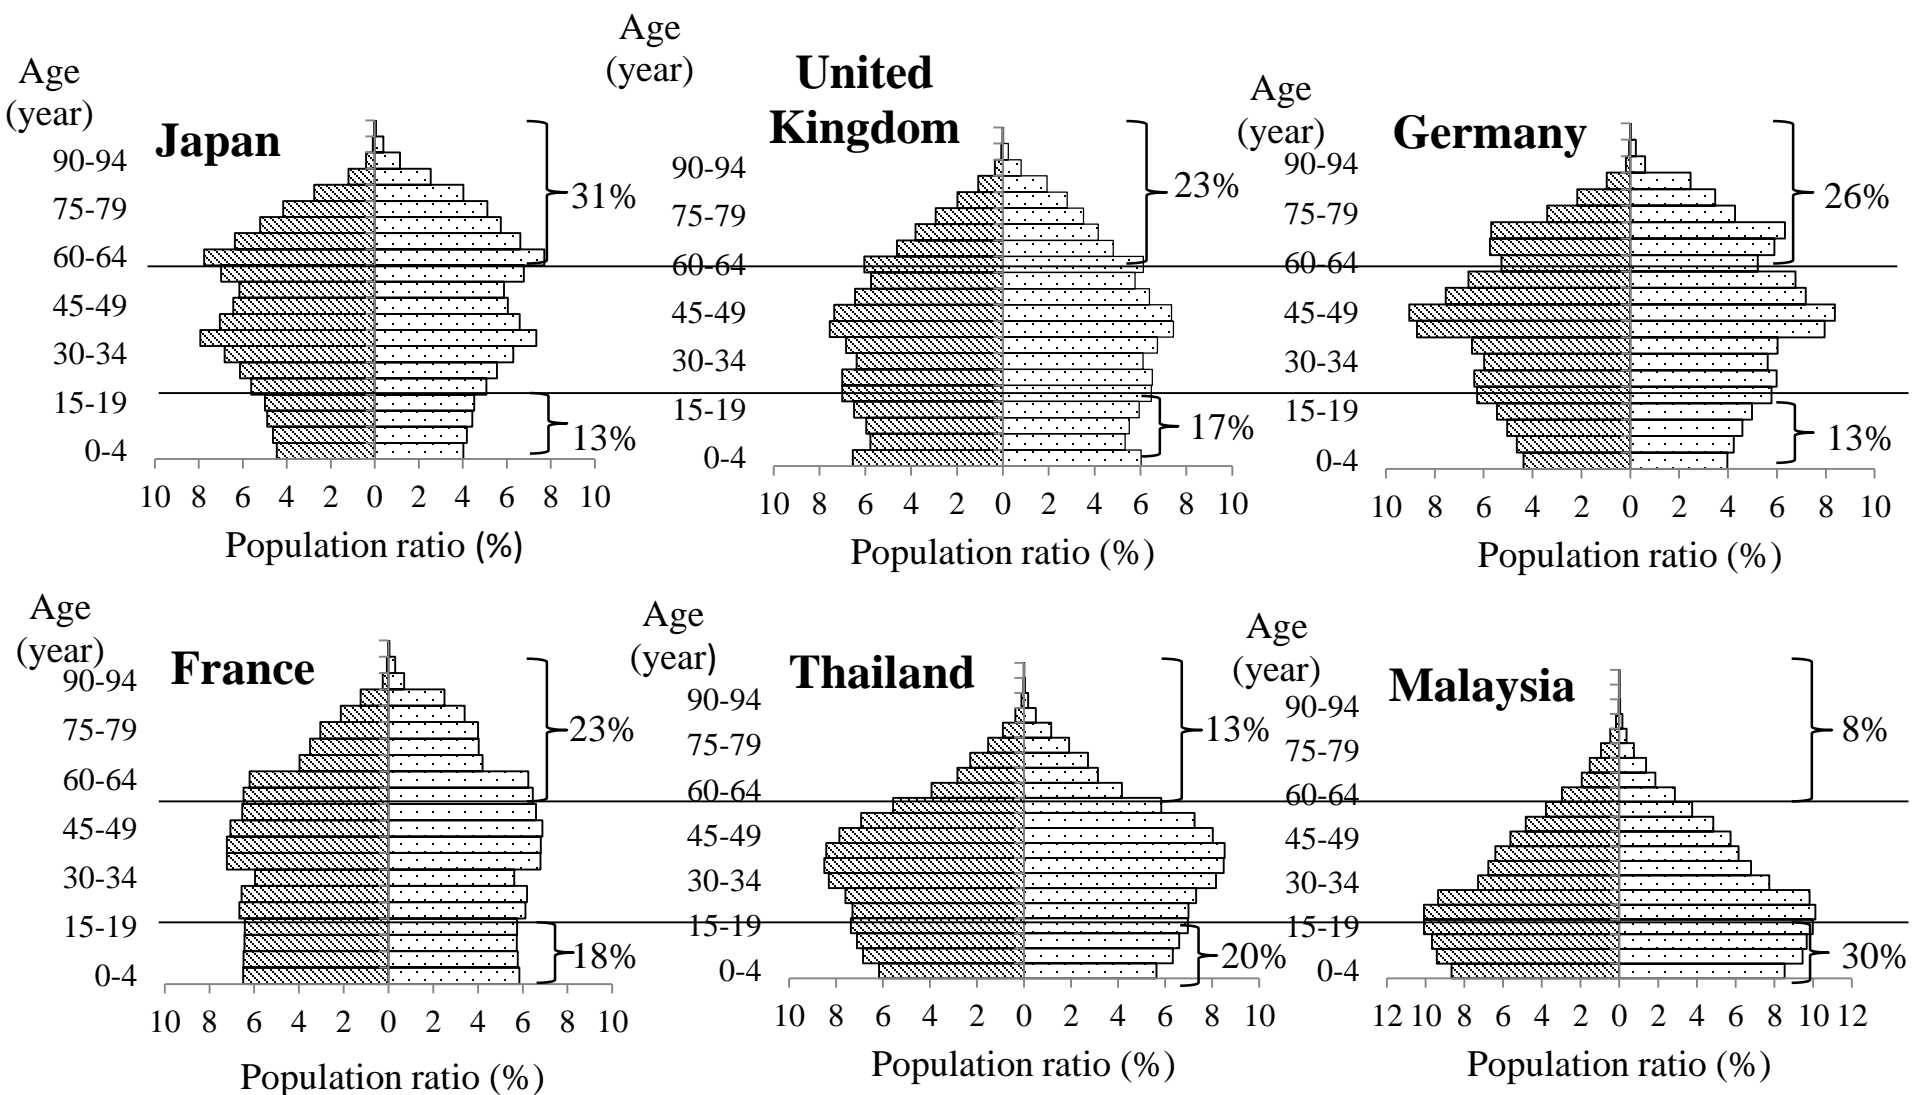 Age
(year)
Japan
90-94
75-79
60-64
45-49
30-34
15-19
0-4
31%
13%
10 8 6 4 2 0 2 4 6 8 10
Population ratio (%)
Age
(year)
United
Kingdom
90-94
75-79
60-64
45-49
30-34
15-19
0-4
23%
17%
10 8 6 4 2 0 2 4 6 8 10
Population ratio (%)
Age
(year)
Germany
90-94
75-79
60-64
45-49
30-34
15-19
0-4
26%
13%
10 8 6 4 2 0 2 4 6 8 10
Population ratio (%)
Age
(year)
France
90-94
75-79
60-64
45-49
30-34
15-19
0-4
23%
18%
10 8 6 4 2 0 2 4 6 8 10
Population ratio (%)
Age
(year)
Thailand
90-94
75-79
60-64
45-49
30-34
15-19
0-4
13%
20%
10 8 6 4 2 0 2 4 6 8 10
Population ratio (%)
Age
(year)
Malaysia
90-94
75-79
60-64
45-49
30-34
15-19
0-4
8%
30%
12 10 8 6 4 2 0 2 4 6 8 10 12
Population ratio (%)